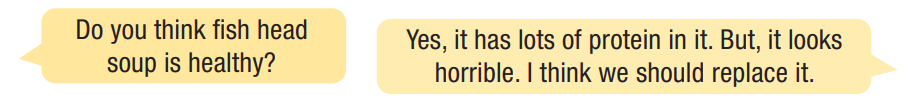 Do you think fish head
soup is healthy?
Yes, it has lots of protein in it. But, it looks
horrible. I think we should replace it.